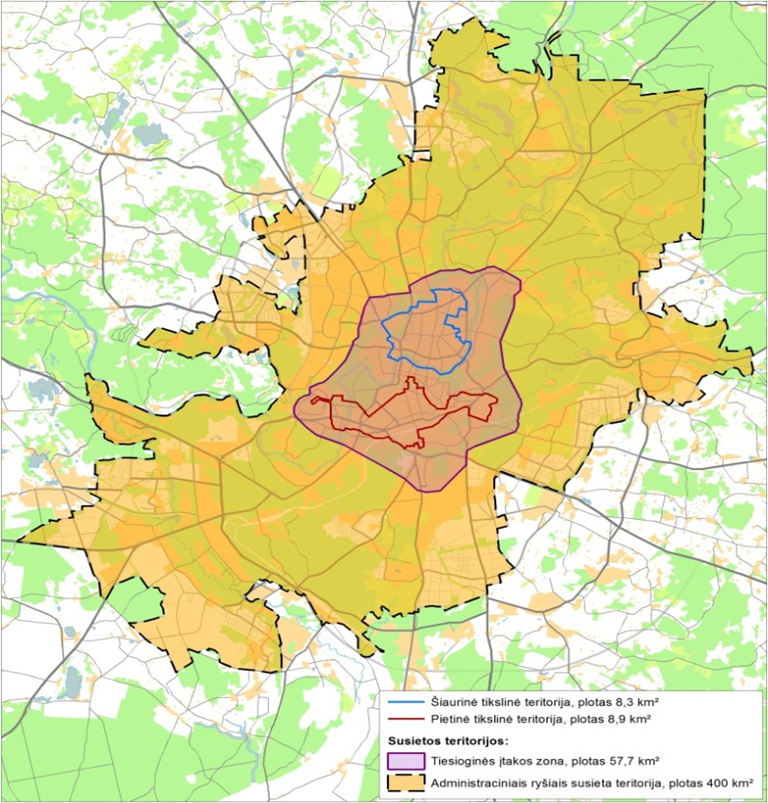 Šiaurinė tikslinė teritorija, plotas 8,3 km²
Pietinė tikslinė teritorija, plotas 8,9 km²
Susietos teritorijos:
Tiesioginės įtakos zona, plotas 57,7 km²
Administraciniais ryšiais susieta teritorija, plotas 400 km²